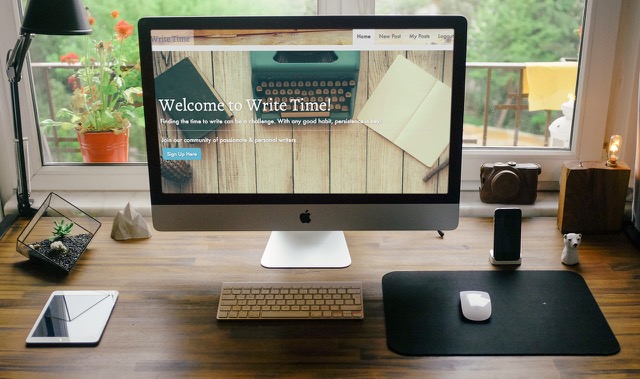 Write Time
Home New Post My Posts
Welcome to Write Time!
Finding the time to write can be a challenge. With any good habit, persistence is key.
Join our community of passionate & personal writers.
Sign Up Here